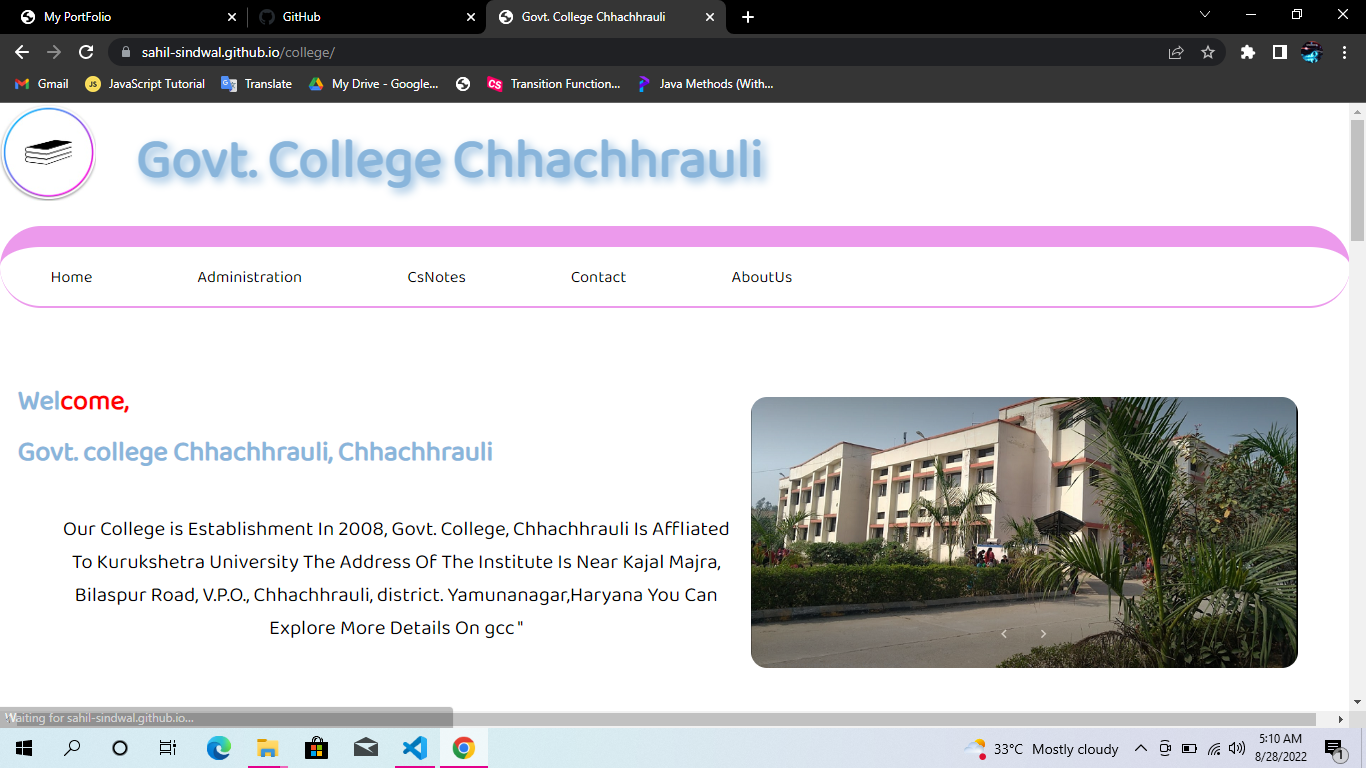 My PortFolio
GitHub
Govt. College Chhachhrauli
sahil-sindwal.github.io/college/
Gmail
JavaScript Tutorial
Translate
My Drive - Google...
Transition Function...
Java Methods (With...
Govt. College Chhachhrauli
Home
Administration
CsNotes
Contact
AboutUs
Welcome,
Govt. college Chhachhrauli, Chhachhrauli
Our College is Establishment In 2008, Govt. College, Chhachhrauli Is Affliated
To Kurukshetra University The Address Of The Institute Is Near Kajal Majra,
Bilaspur Road, V.P.O., Chhachhrauli, district. Yamunanagar,Haryana You Can
Explore More Details On gcc "
Waiting for sahil-sindwal.github.io...
33°C Mostly cloudy
5:10 AM
8/28/2022
1